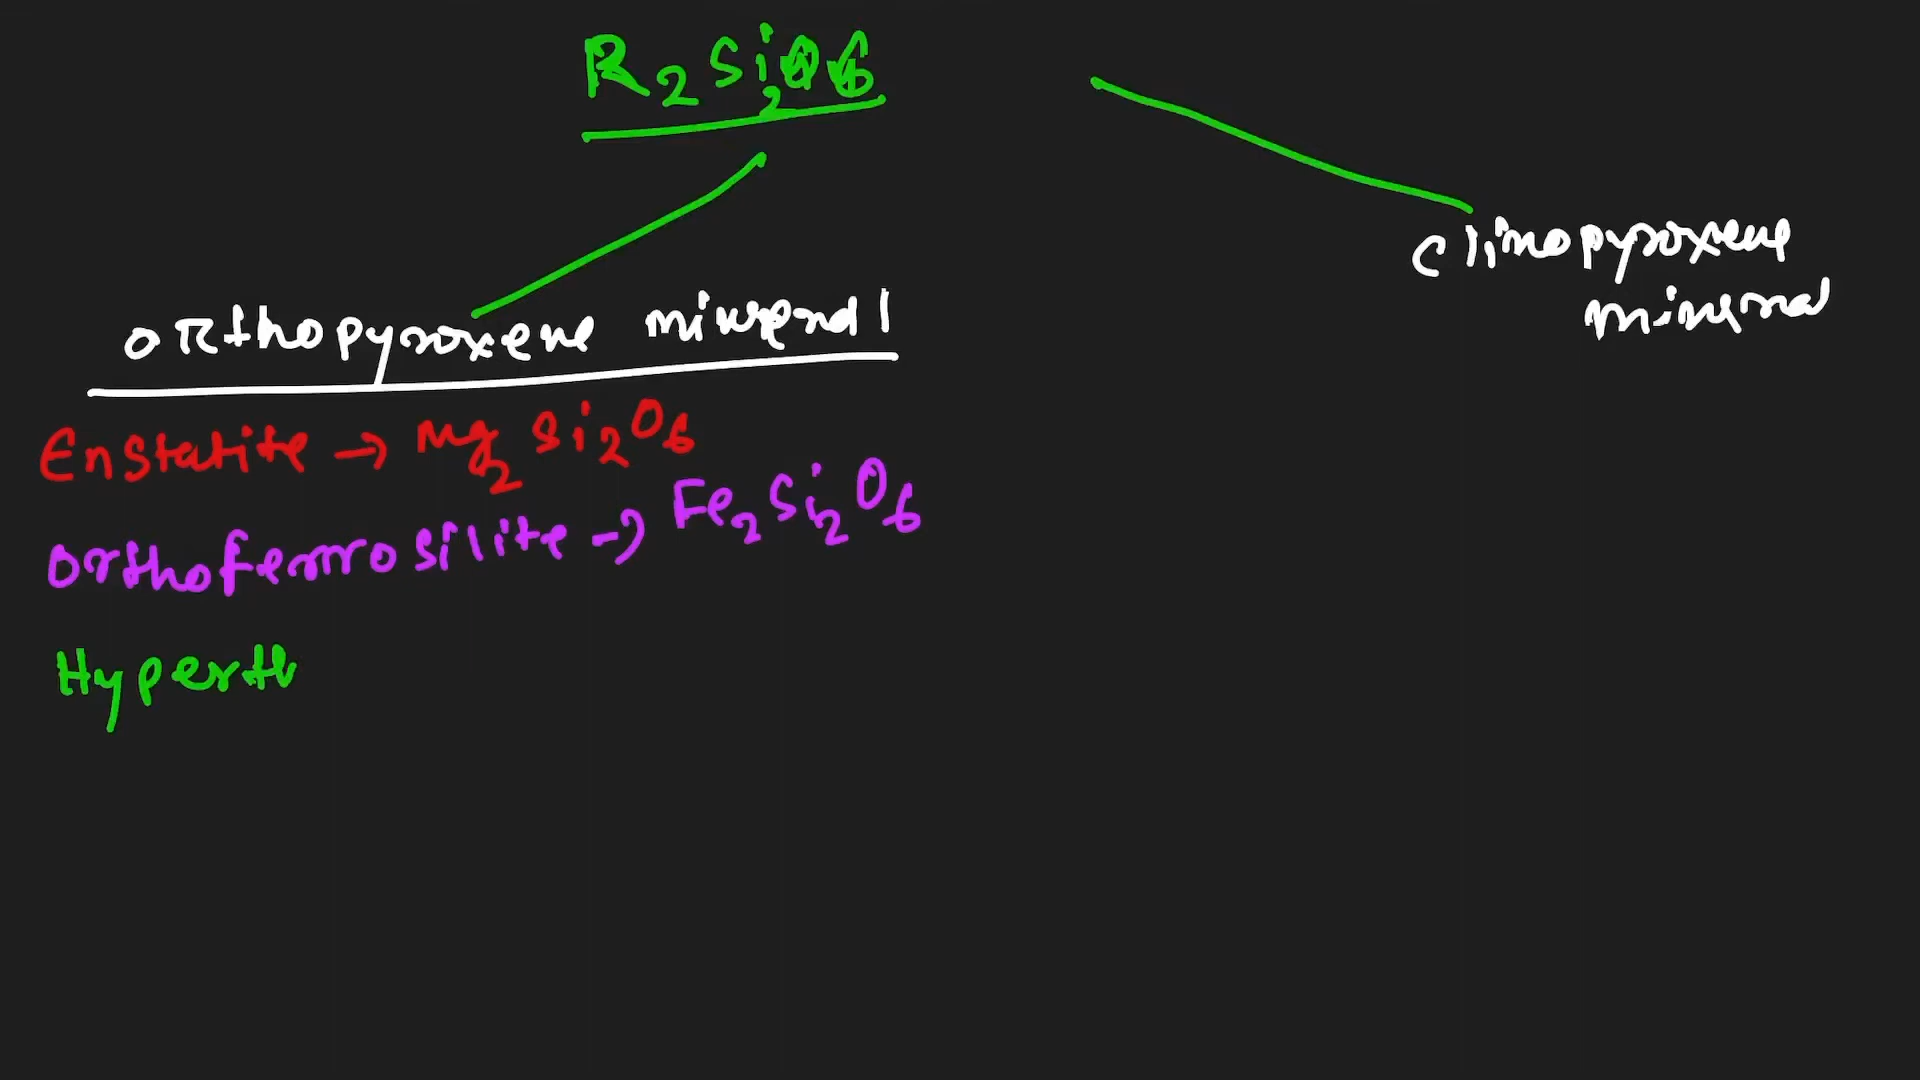 R2Si2O6
Clinopyroxene
mineral
Orthopyroxene mineral
Enstatite → Mg2Si2O6
Orthoferrosilite → Fe2Si2O6
Hyperth